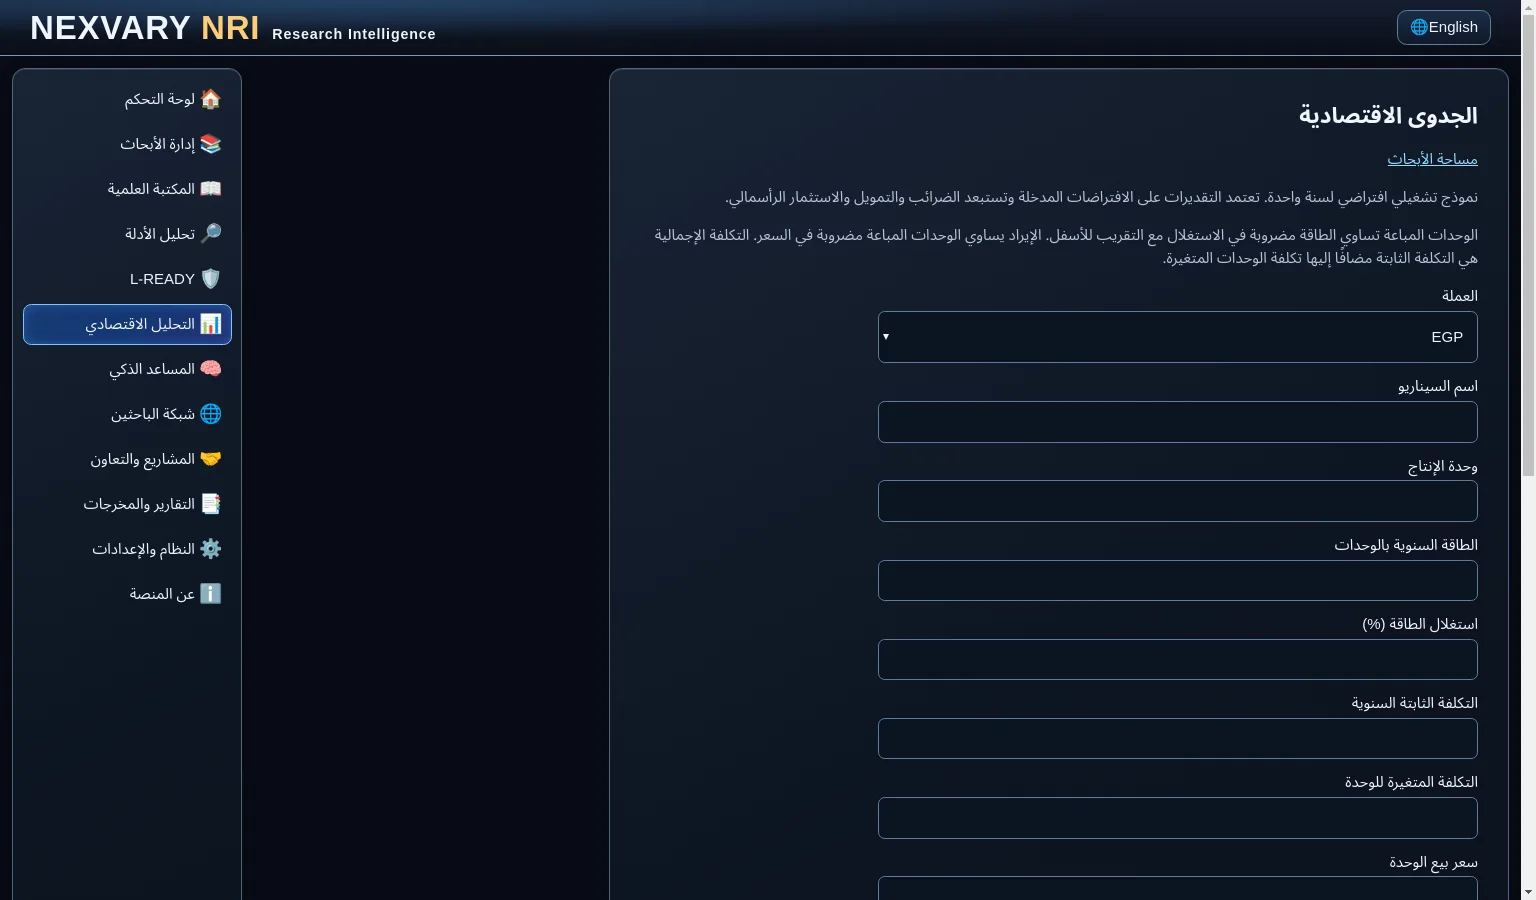 NEXVARY NRI Research Intelligence
🌐English
🏠 لوحة التحكم
📚 إدارة الأبحاث
📖 المكتبة العلمية
🔎 تحليل الأدلة
🛡️ L-READY
📊 التحليل الاقتصادي
🧠 المساعد الذكي
🌐 شبكة الباحثين
🤝 المشاريع والتعاون
📑 التقارير والمخرجات
⚙️ النظام والإعدادات
ℹ️ عن المنصة
الجدوى الاقتصادية
مساحة الأبحاث
نموذج تشغيلي افتراضي لسنة واحدة. تعتمد التقديرات على الافتراضات المدخلة وتستبعد الضرائب والتمويل والاستثمار الرأسمالي.
الوحدات المباعة تساوي الطاقة مضروبة في الاستغلال مع التقريب للأسفل. الإيراد يساوي الوحدات المباعة مضروبة في السعر. التكلفة الإجمالية
هي التكلفة الثابتة مضافًا إليها تكلفة الوحدات المتغيرة.
العملة
EGP
اسم السيناريو
وحدة الإنتاج
الطاقة السنوية بالوحدات
استغلال الطاقة (%)
التكلفة الثابتة السنوية
التكلفة المتغيرة للوحدة
سعر بيع الوحدة